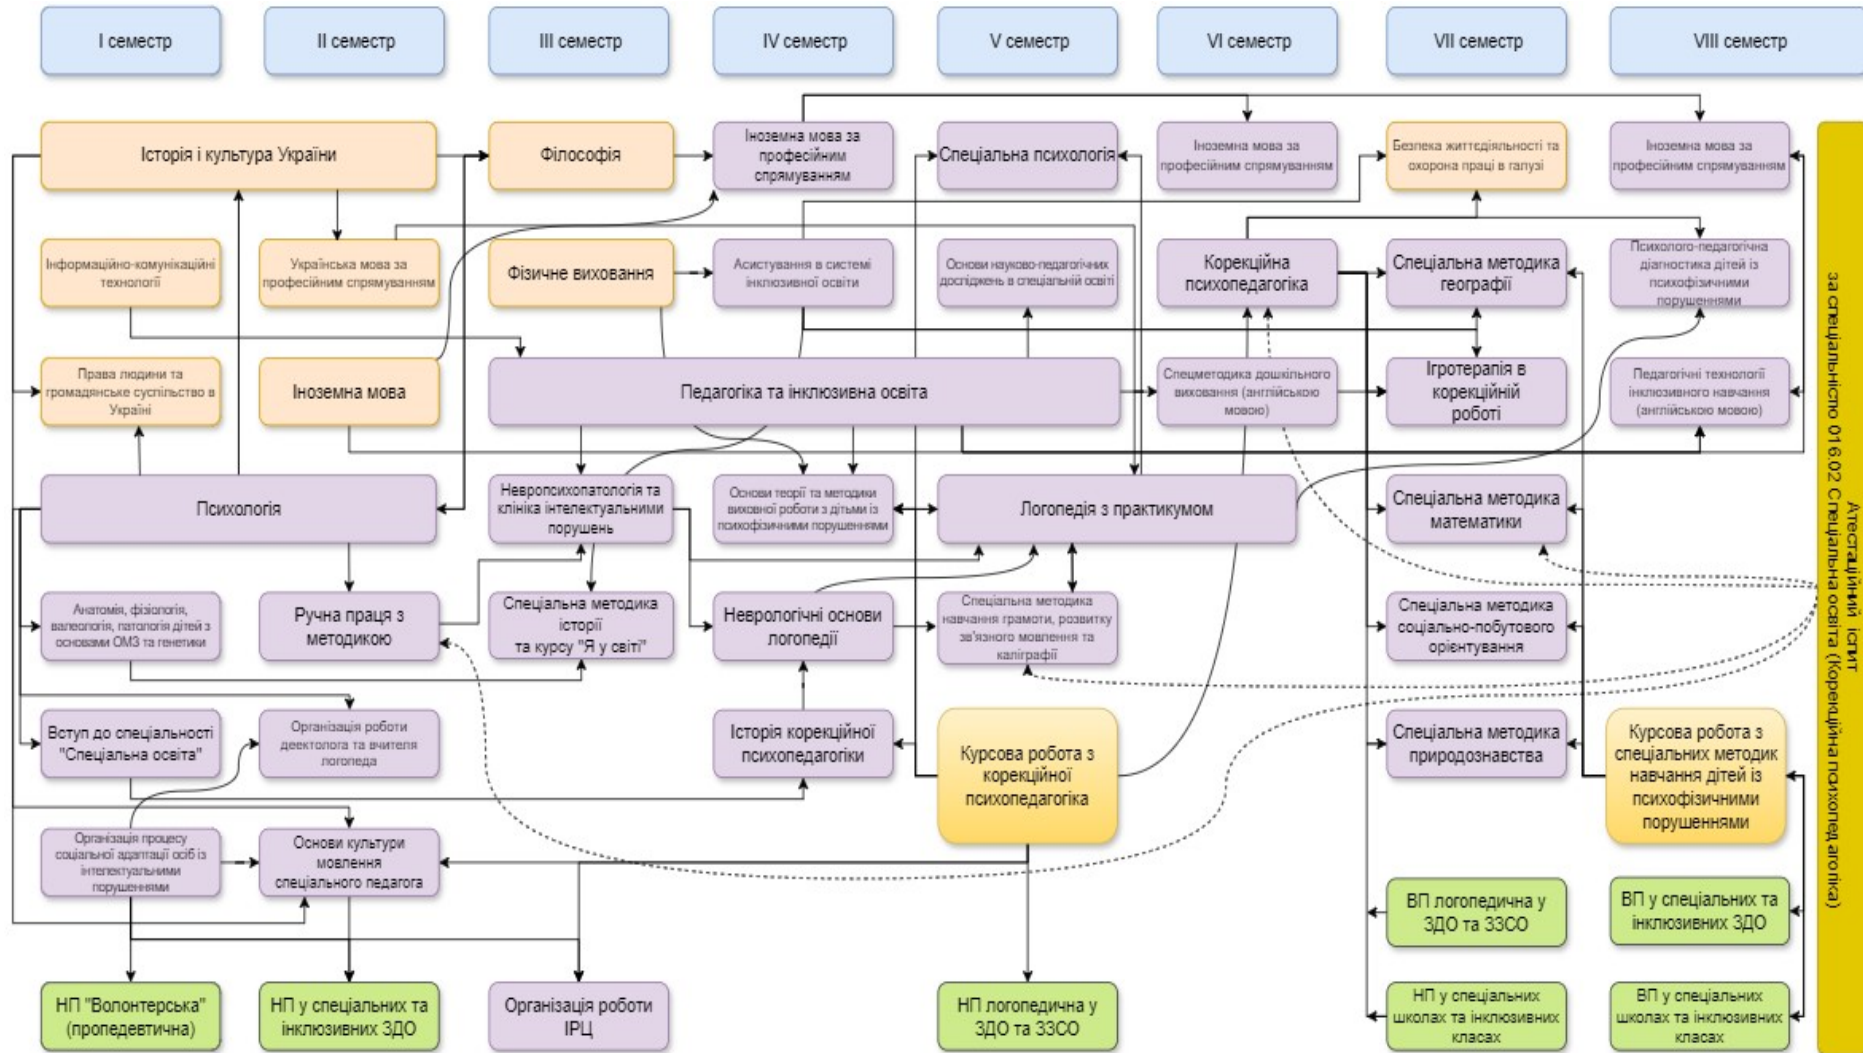 I семестр
II семестр
III семестр
IV семестр
V семестр
VI семестр
VII семестр
VIII семестр
Історія і культура України
Філософія
Іноземна мова за
професійним
спрямуванням
Спеціальна психологія
Іноземна мова за
професійним спрямуванням
Безпека життєдіяльності та
охорона праці в галузі
Іноземна мова за
професійним спрямуванням
Інформаційно-комунікаційні
технології
Українська мова за
професійним спрямуванням
Фізичне виховання
Асистування в системі
інклюзивної освіти
Основи науково-педагогічних
досліджень в спеціальній освіті
Корекційна
психопедагогіка
Спеціальна методика
географії
Психолого-педагогічна
діагностика дітей із
психофізичними
порушеннями
Права людини та
громадянське суспільство в
Україні
Іноземна мова
Педагогіка та інклюзивна освіта
Спецметодика дошкільного
виховання (англійською
мовою)
Ігротерапія в
корекційній
роботі
Педагогічні технології
інклюзивного навчання
(англійською мовою)
Психологія
Невропсихопатологія та
клініка інтелектуальними
порушень
Основи теорії та методики
виховної роботи з дітьми із
психофізичними порушеннями
Логопедія з практикумом
Спеціальна методика
математики
Анатомія, фізіологія,
валеологія, патологія дітей з
основами ОМЗ та генетики
Ручна праця з
методикою
Спеціальна методика
історії
та курсу "Я у світі"
Неврологічні основи
логопедії
Спеціальна методика
навчання грамоти, розвитку
зв'язного мовлення та
каліграфії
Спеціальна методика
соціально-побутового
орієнтування
Вступ до спеціальності
"Спеціальна освіта"
Організація роботи
деектолога та вчителя
логопеда
Історія корекційної
психопедагогіки
Курсова робота з
корекційної
психопедагогіка
Спеціальна методика
природознавства
Курсова робота з
спеціальних методик
навчання дітей із
психофізичними
порушеннями
Організація процесу
соціальної адаптації осіб із
інтелектуальними
порушеннями
Основи культури
мовлення
спеціального педагога
ВП логопедична у
ЗДО та ЗЗСО
ВП у спеціальних та
інклюзивних ЗДО
НП "Волонтерська"
(пропедевтична)
НП у спеціальних та
інклюзивних ЗДО
Організація роботи
ІРЦ
НП логопедична у
ЗДО та ЗЗСО
НП у спеціальних
школах та інклюзивних
класах
ВП у спеціальних
школах та інклюзивних
класах
Атестаційний іспит
за спеціальністю 016.02 Спеціальна освіта (Корекційна психопедагогіка)